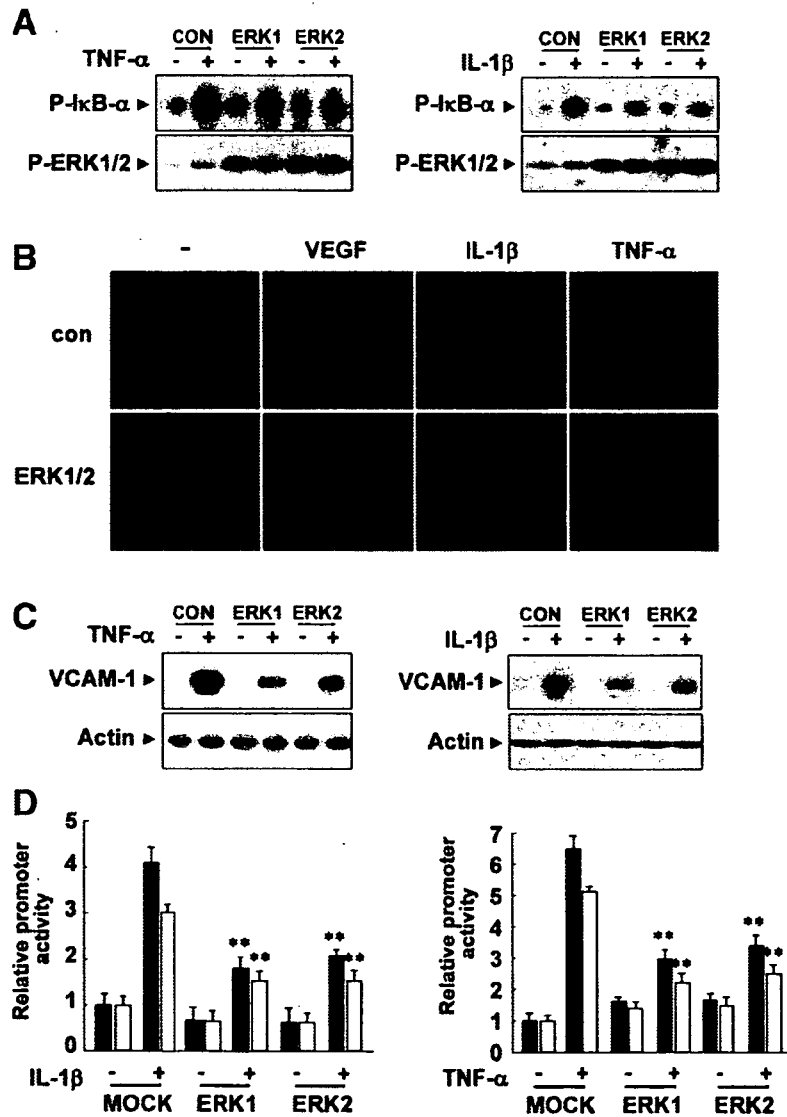 A
CON ERK1 ERK2
TNF-α - + - + - +
P-IκB-α
P-ERK1/2
CON ERK1 ERK2
IL-1β - + - + - +
P-IκB-α
P-ERK1/2
B
- VEGF IL-1β TNF-α
con
ERK1/2
C
CON ERK1 ERK2
TNF-α - + - + - +
VCAM-1
Actin
CON ERK1 ERK2
IL-1β - + - + - +
VCAM-1
Actin
D
Relative promoter
activity
5
4
3
2
1
0
** ** ** **
IL-1β - + - + - +
MOCK ERK1 ERK2
Relative promoter
activity
7
6
5
4
3
2
1
0
** ** ** **
TNF-α - + - + - +
MOCK ERK1 ERK2